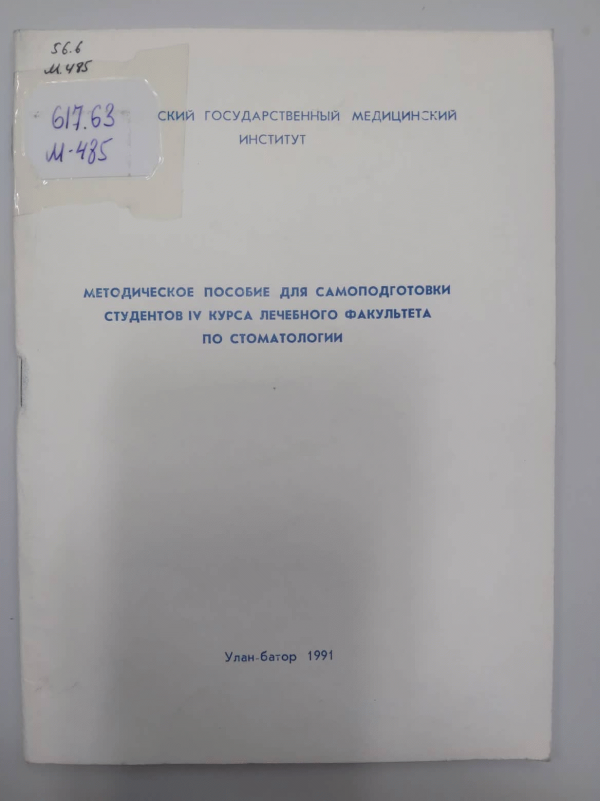 56.6
М.485
617.63
М-485
СКИЙ ГОСУДАРСТВЕННЫЙ МЕДИЦИНСКИЙ
ИНСТИТУТ
МЕТОДИЧЕСКОЕ ПОСОБИЕ ДЛЯ САМОПОДГОТОВКИ
СТУДЕНТОВ IV КУРСА ЛЕЧЕБНОГО ФАКУЛЬТЕТА
ПО СТОМАТОЛОГИИ
Улан-батор 1991